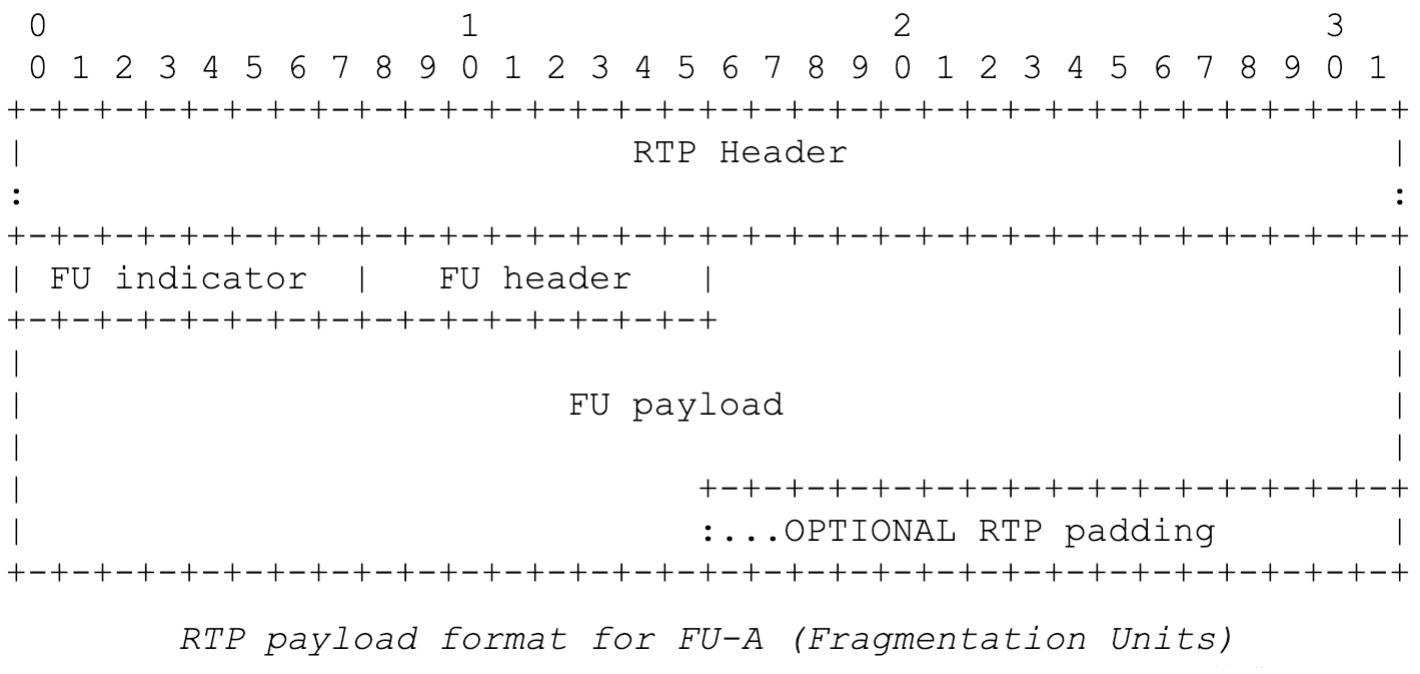 0                   1                   2                   3
0 1 2 3 4 5 6 7 8 9 0 1 2 3 4 5 6 7 8 9 0 1 2 3 4 5 6 7 8 9 0 1
+-+-+-+-+-+-+-+-+-+-+-+-+-+-+-+-+-+-+-+-+-+-+-+-+-+-+-+-+-+-+-+-+
|                            RTP Header                         |
:                                                               :
+-+-+-+-+-+-+-+-+-+-+-+-+-+-+-+-+-+-+-+-+-+-+-+-+-+-+-+-+-+-+-+-+
| FU indicator  |   FU header   |                               |
+-+-+-+-+-+-+-+-+-+-+-+-+-+-+-+-+                               |
|                                                               |
|                         FU payload                            |
|                                                               |
|                               +-+-+-+-+-+-+-+-+-+-+-+-+-+-+-+-+
|                               :...OPTIONAL RTP padding        |
+-+-+-+-+-+-+-+-+-+-+-+-+-+-+-+-+-+-+-+-+-+-+-+-+-+-+-+-+-+-+-+-+
RTP payload format for FU-A (Fragmentation Units)